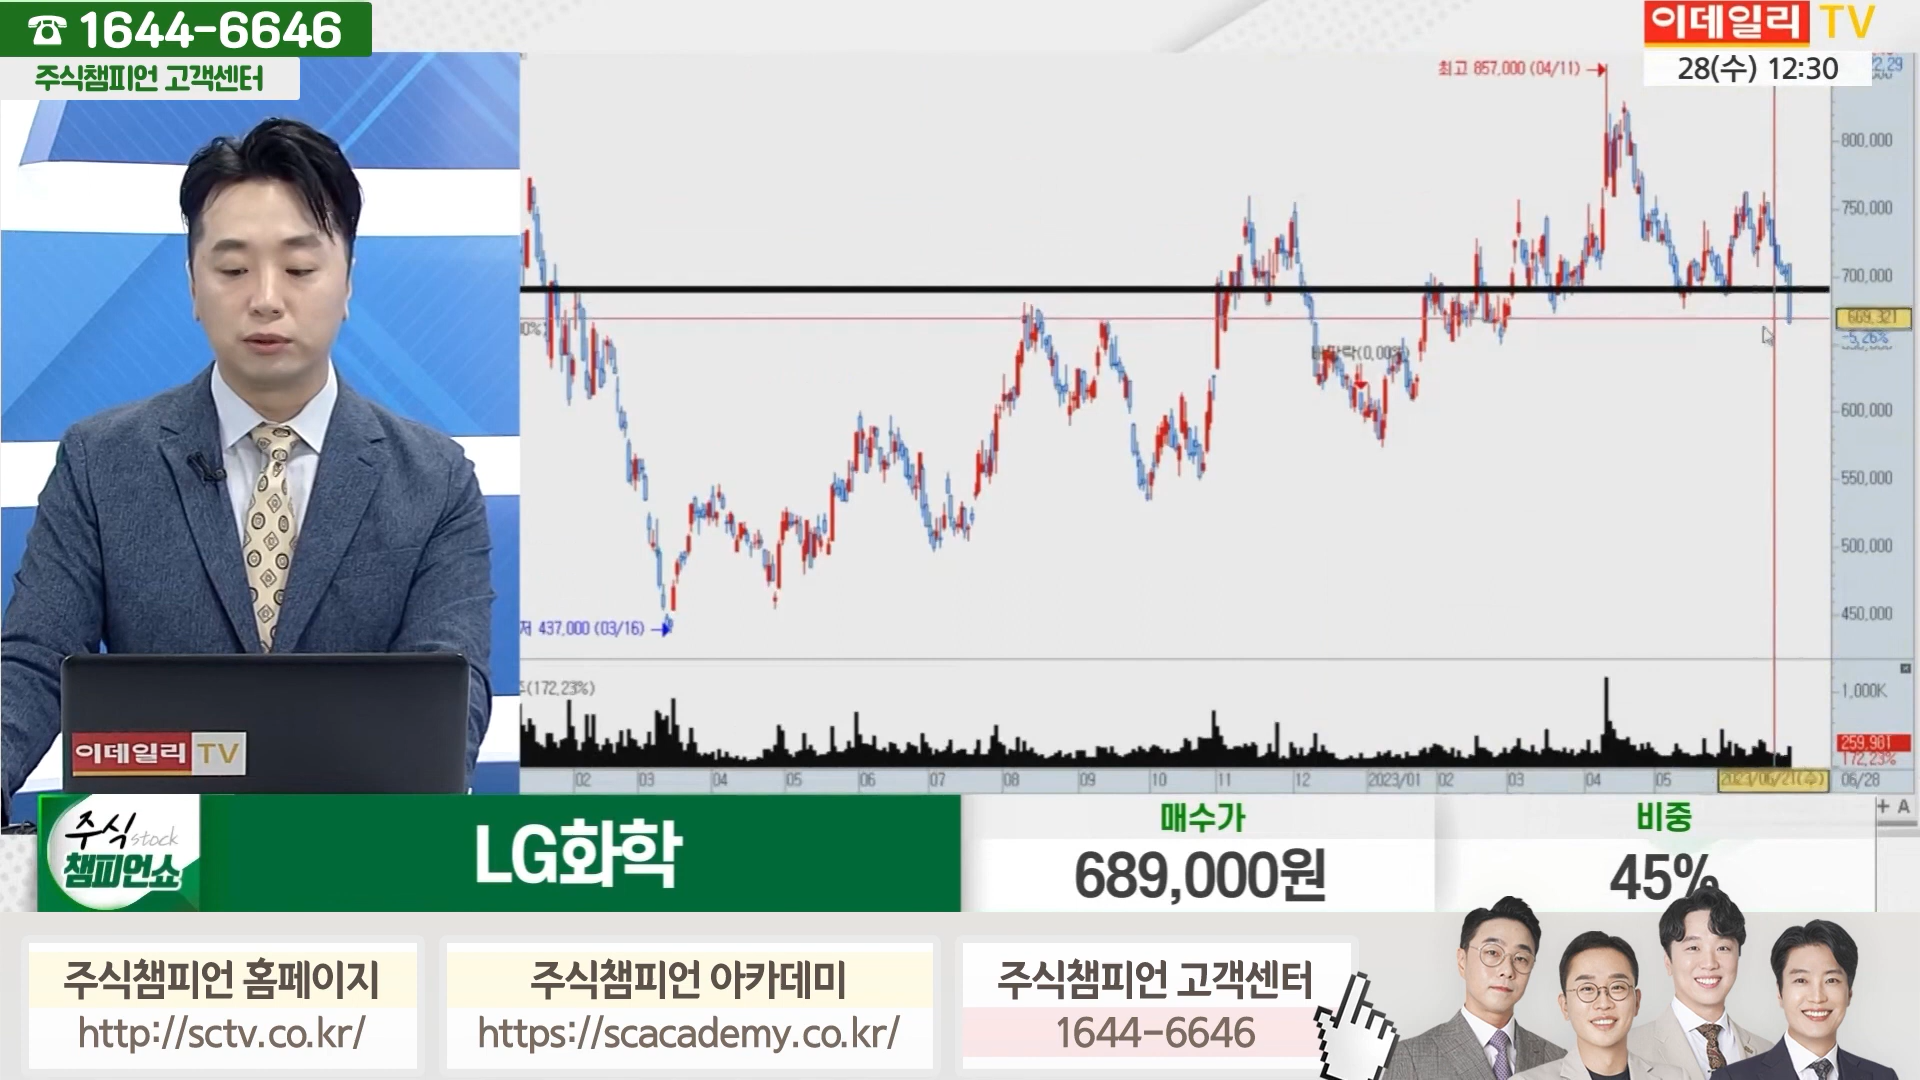 ☎ 1644-6646
주식챔피언 고객센터
이데일리 TV
28(수) 12:30
최고 857,000 (04/11)
800,000
750,000
700,000
669,321
-5.26%
600,000
550,000
500,000
450,000
저 437,000 (03/16)
(172.23%)
1,000K
259,981
172.23%
02 03 04 05 06 07 08 09 10 11 12 2023/01 02 03 04 05 2023/06/21(수) 06/28
이데일리 TV
주식 stock
챔피언쇼
LG화학
매수가
689,000원
비중
45%
주식챔피언 홈페이지
http://sctv.co.kr/
주식챔피언 아카데미
https://scacademy.co.kr/
주식챔피언 고객센터
1644-6646